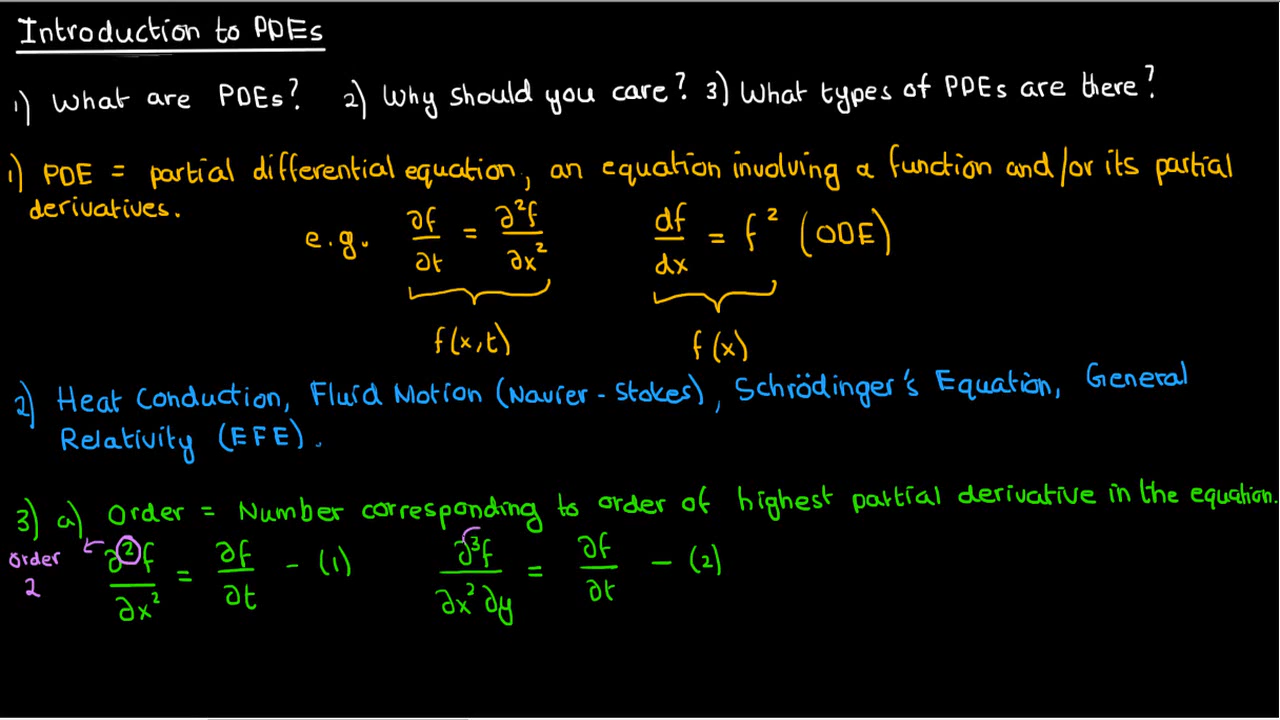 Introduction to PDEs
1) What are PDEs? 2) Why should you care? 3) What types of PDEs are there?
1) PDE = partial differential equation, an equation involving a function and/or its partial
derivatives.
e.g. ∂f/∂t = ∂²f/∂x² df/dx = f² (ODE)
f(x,t) f(x)
2) Heat Conduction, Fluid Motion (Navier-Stokes), Schrödinger's Equation, General
Relativity (EFE).
3) a) Order = Number corresponding to order of highest partial derivative in the equation.
Order 2 ∂²f/∂x² = ∂f/∂t - (1) ∂³f/∂x²∂y = ∂f/∂t - (2)